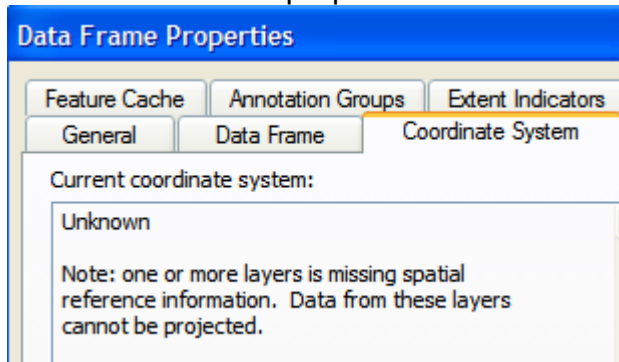 Data Frame Properties
Feature Cache
Annotation Groups
Extent Indicators
General
Data Frame
Coordinate System
Current coordinate system:
Unknown
Note: one or more layers is missing spatial
reference information. Data from these layers
cannot be projected.